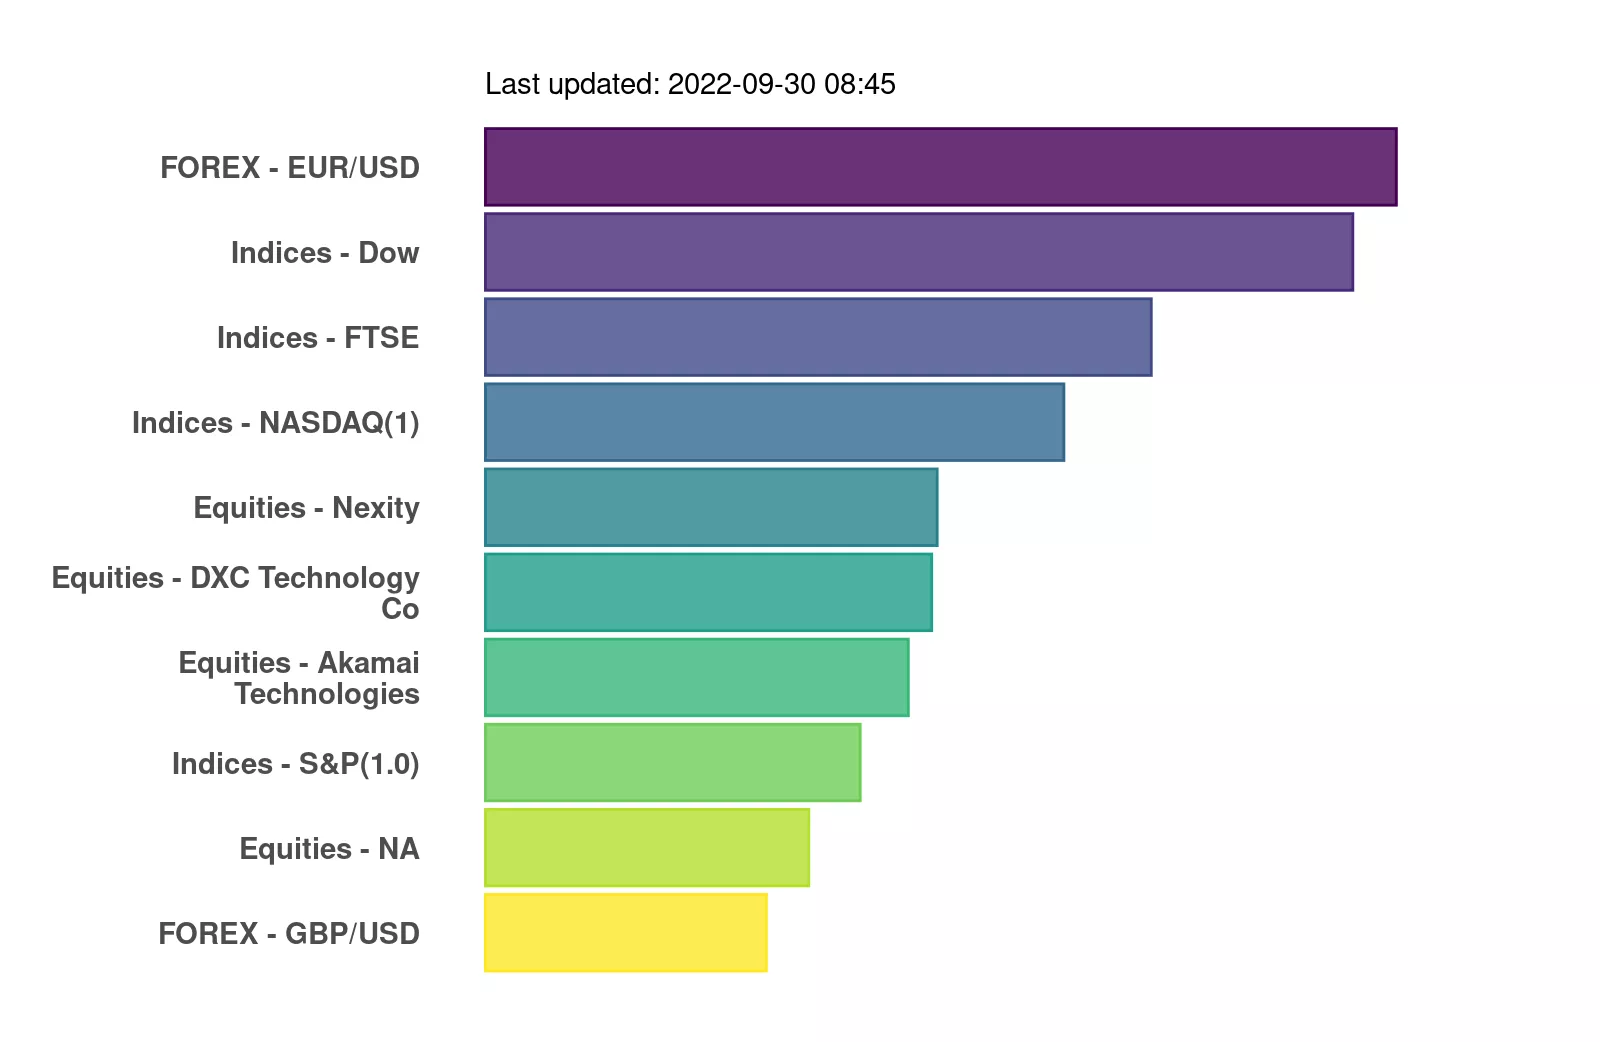 Last updated: 2022-09-30 08:45
FOREX - EUR/USD
Indices - Dow
Indices - FTSE
Indices - NASDAQ(1)
Equities - Nexity
Equities - DXC Technology
Co
Equities - Akamai
Technologies
Indices - S&P(1.0)
Equities - NA
FOREX - GBP/USD